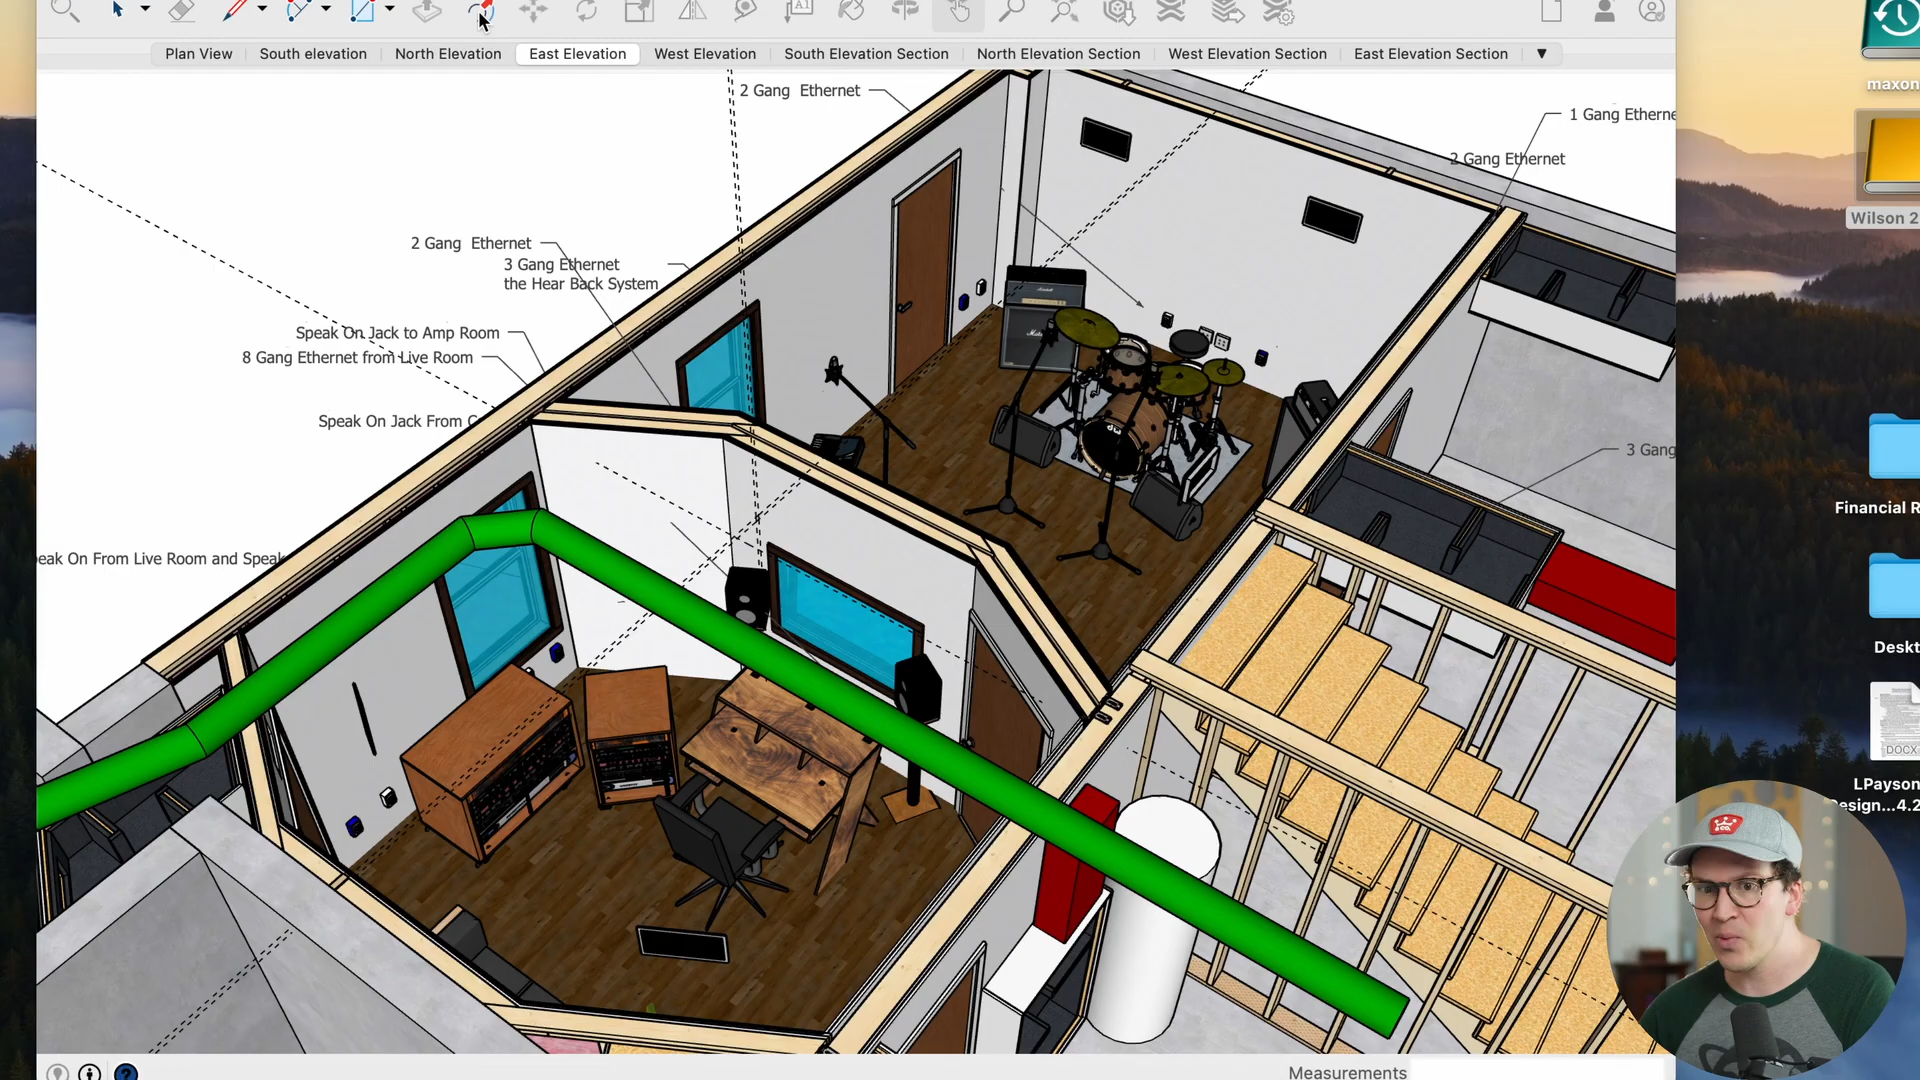 A1
Plan View
South elevation
North Elevation
East Elevation
West Elevation
South Elevation Section
North Elevation Section
West Elevation Section
East Elevation Section
maxon
2 Gang Ethernet
1 Gang Etherne
2 Gang Ethernet
Wilson 2
2 Gang Ethernet
3 Gang Ethernet
the Hear Back System
Speak On Jack to Amp Room
8 Gang Ethernet from Live Room
Speak On Jack From C
3 Gang
Financial R
eak On From Live Room and Speak
Deskt
DOCX
LPayson
Design...4.2
Measurements